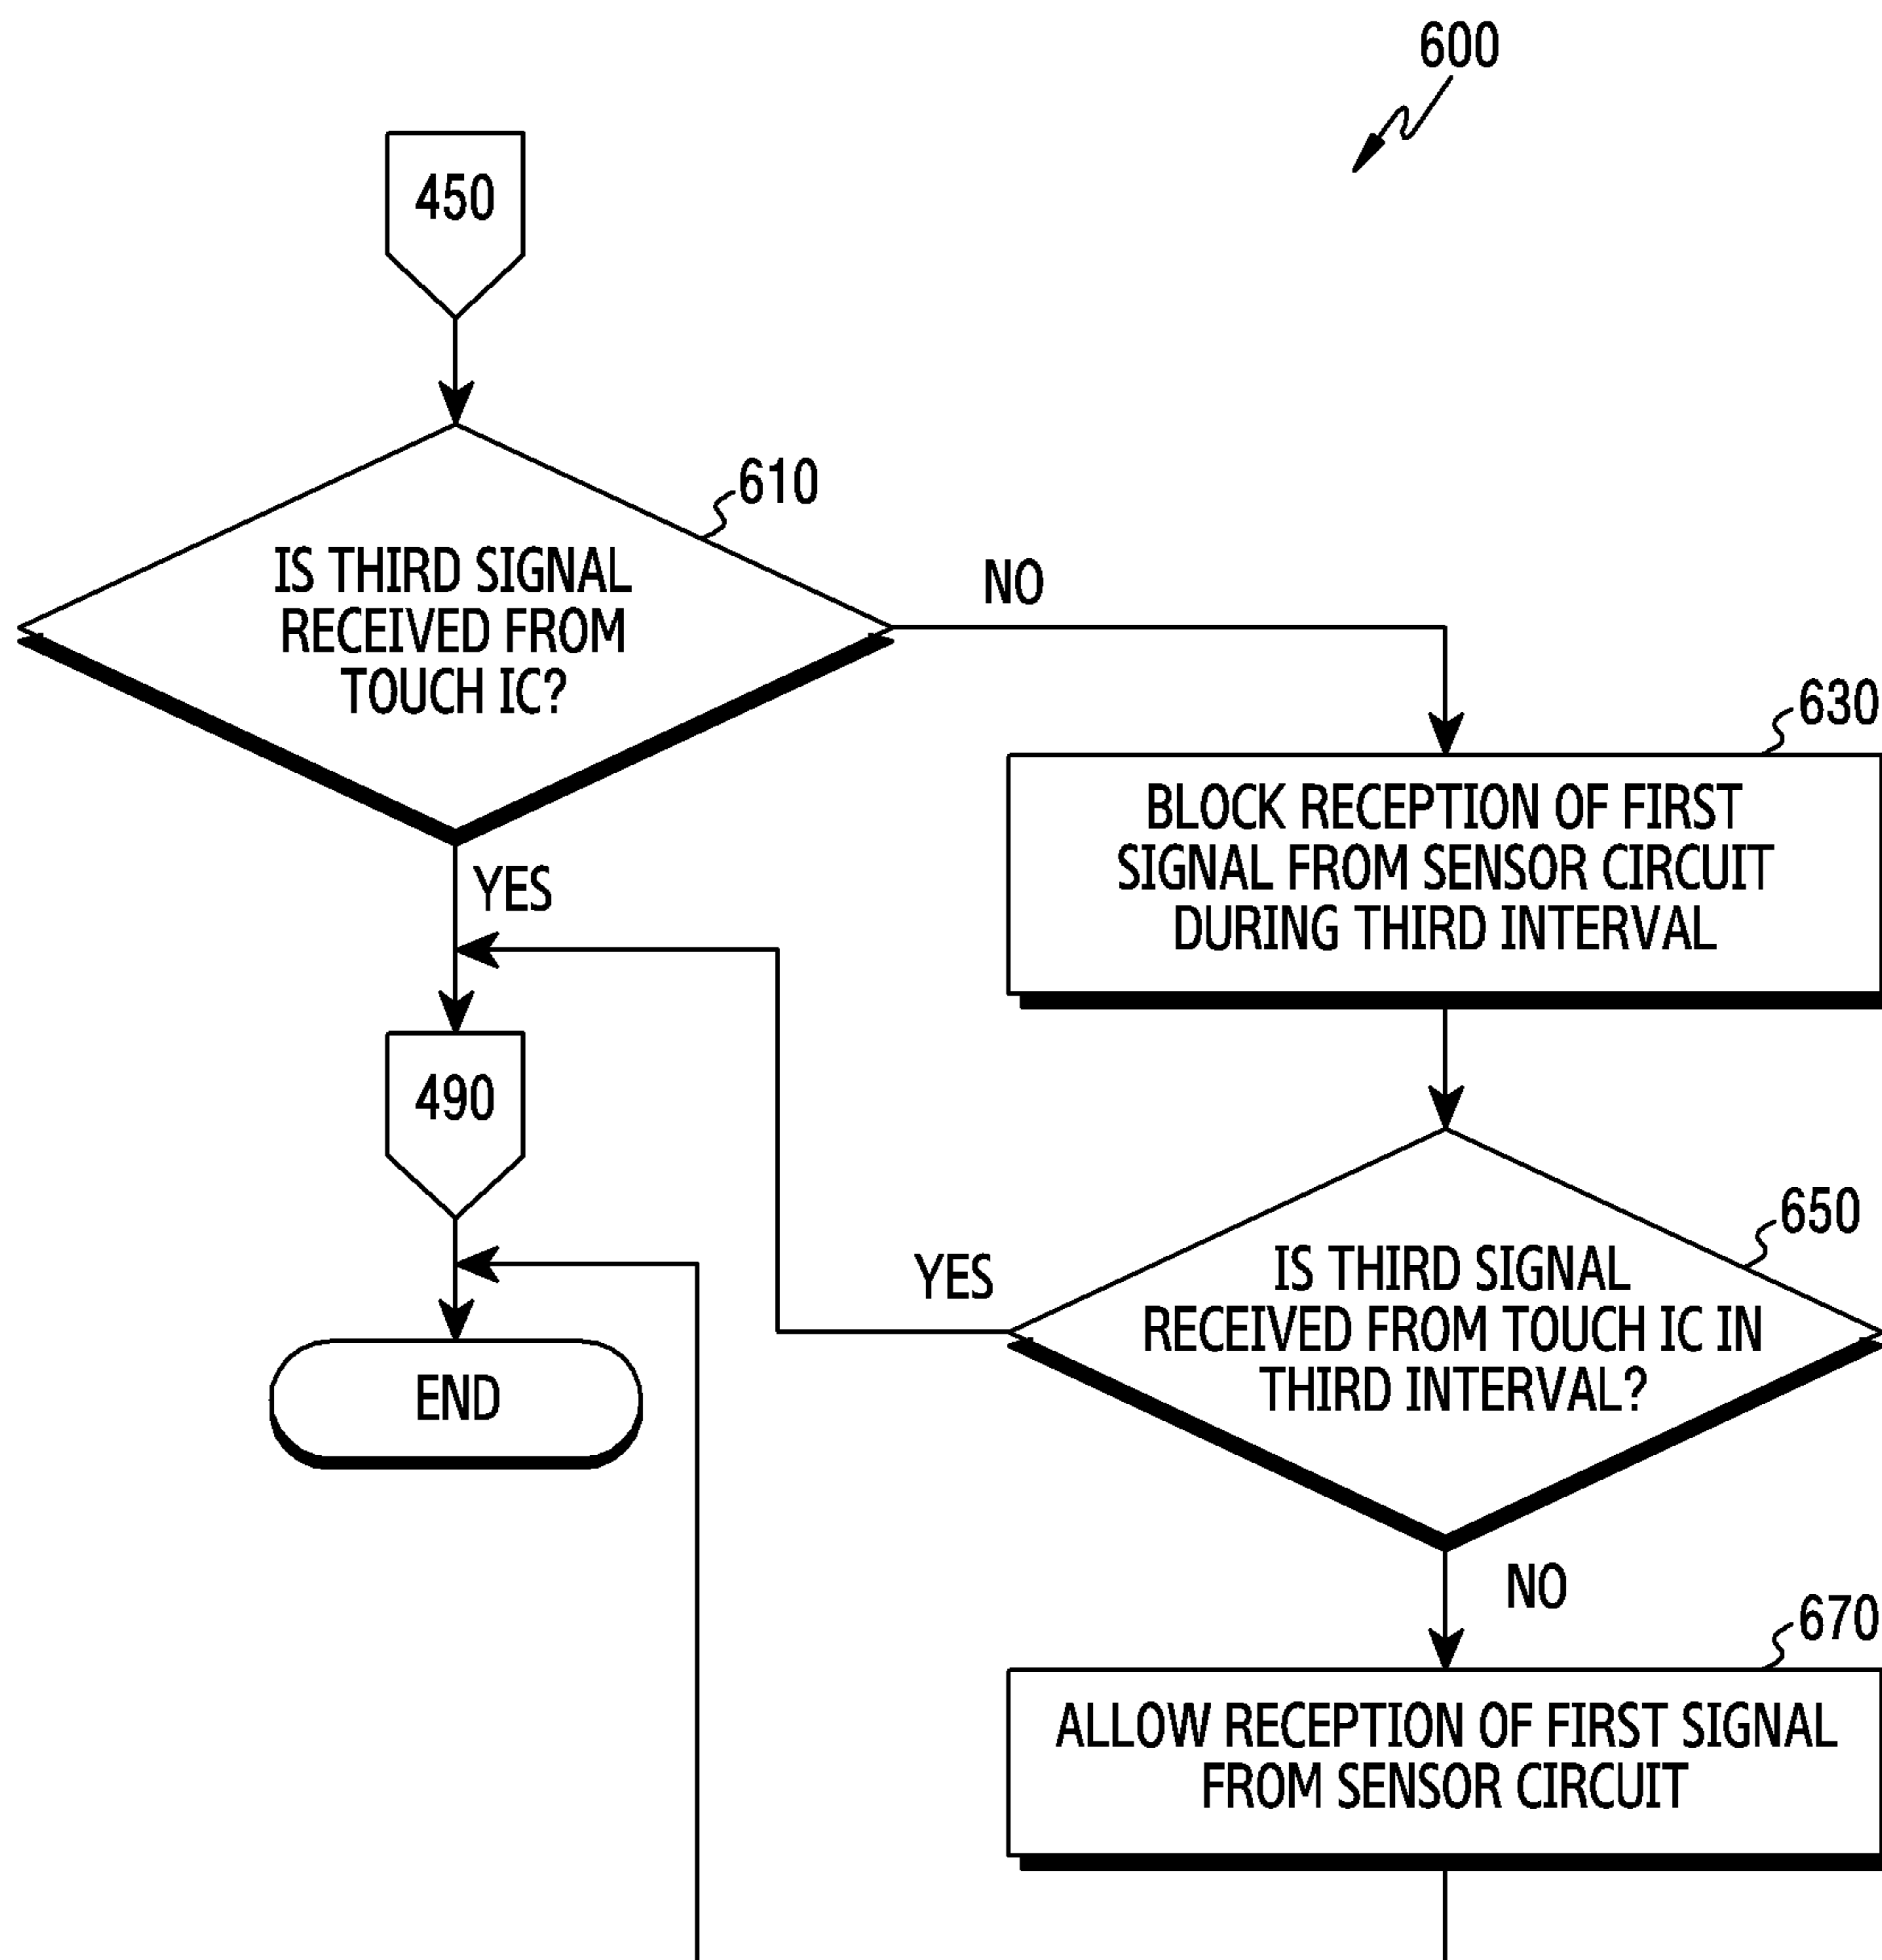 600
450
610
IS THIRD SIGNAL
RECEIVED FROM
TOUCH IC?
NO
YES
630
BLOCK RECEPTION OF FIRST
SIGNAL FROM SENSOR CIRCUIT
DURING THIRD INTERVAL
490
650
IS THIRD SIGNAL
RECEIVED FROM TOUCH IC IN
THIRD INTERVAL?
YES
NO
END
670
ALLOW RECEPTION OF FIRST SIGNAL
FROM SENSOR CIRCUIT